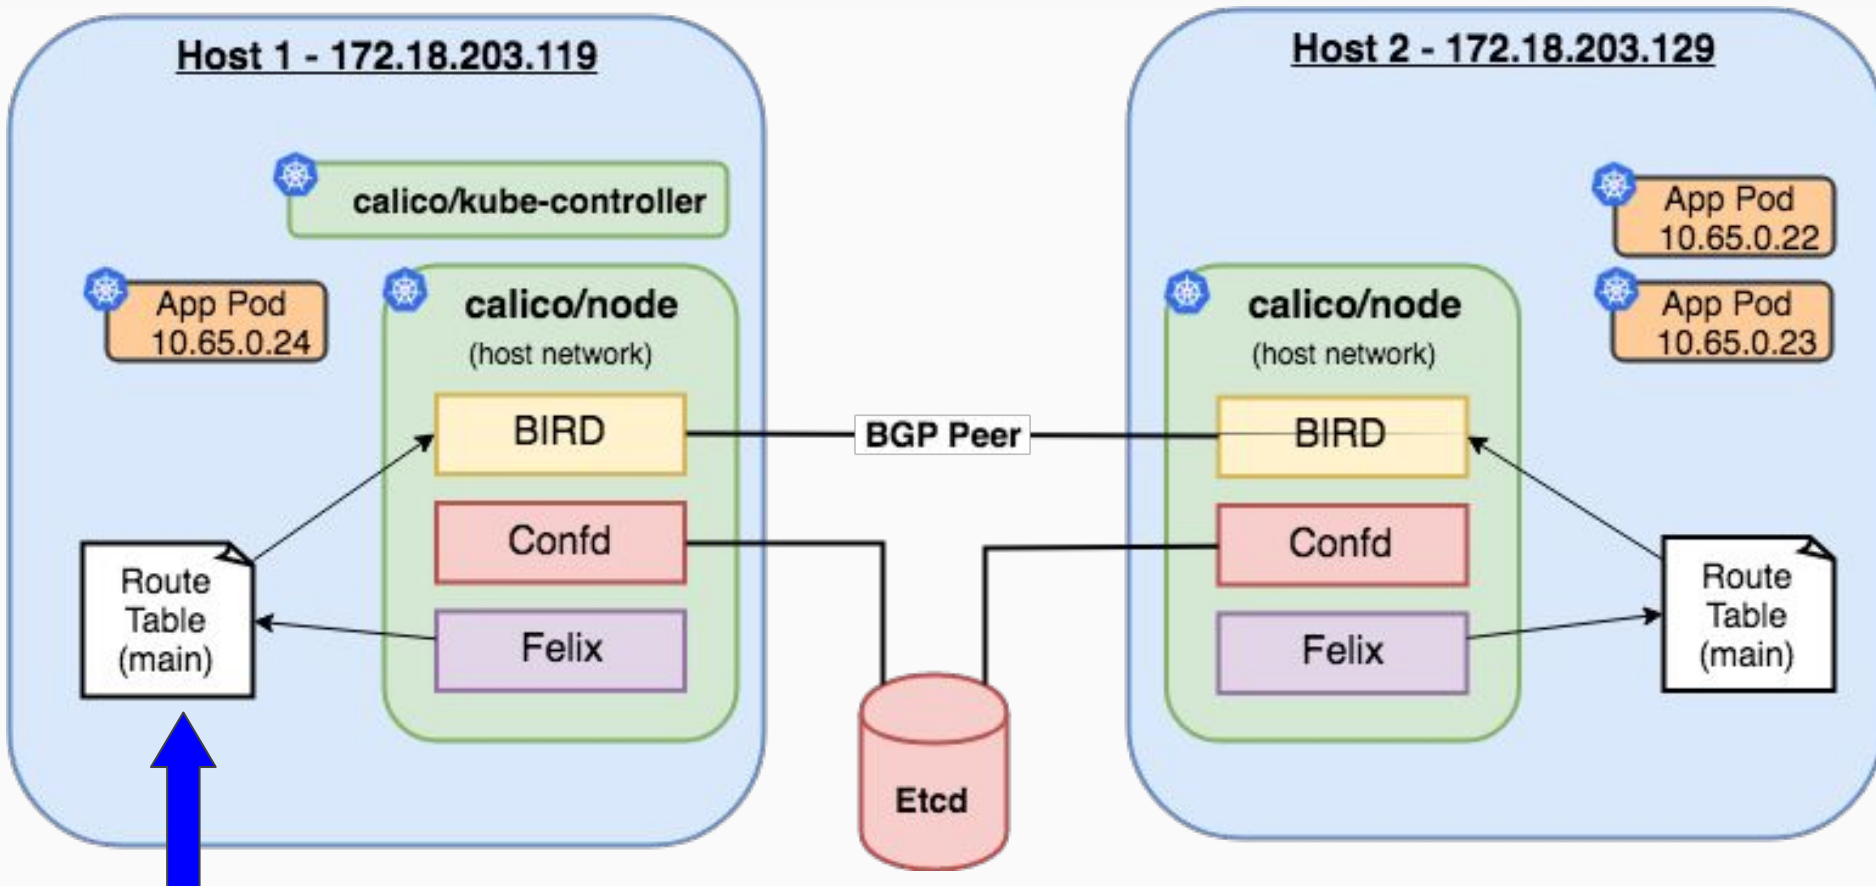 Host 1 - 172.18.203.119
calico/kube-controller
App Pod
10.65.0.24
calico/node
(host network)
BIRD
Confd
Felix
Route
Table
(main)
BGP Peer
Etcd
Host 2 - 172.18.203.129
App Pod
10.65.0.22
App Pod
10.65.0.23
calico/node
(host network)
BIRD
Confd
Felix
Route
Table
(main)